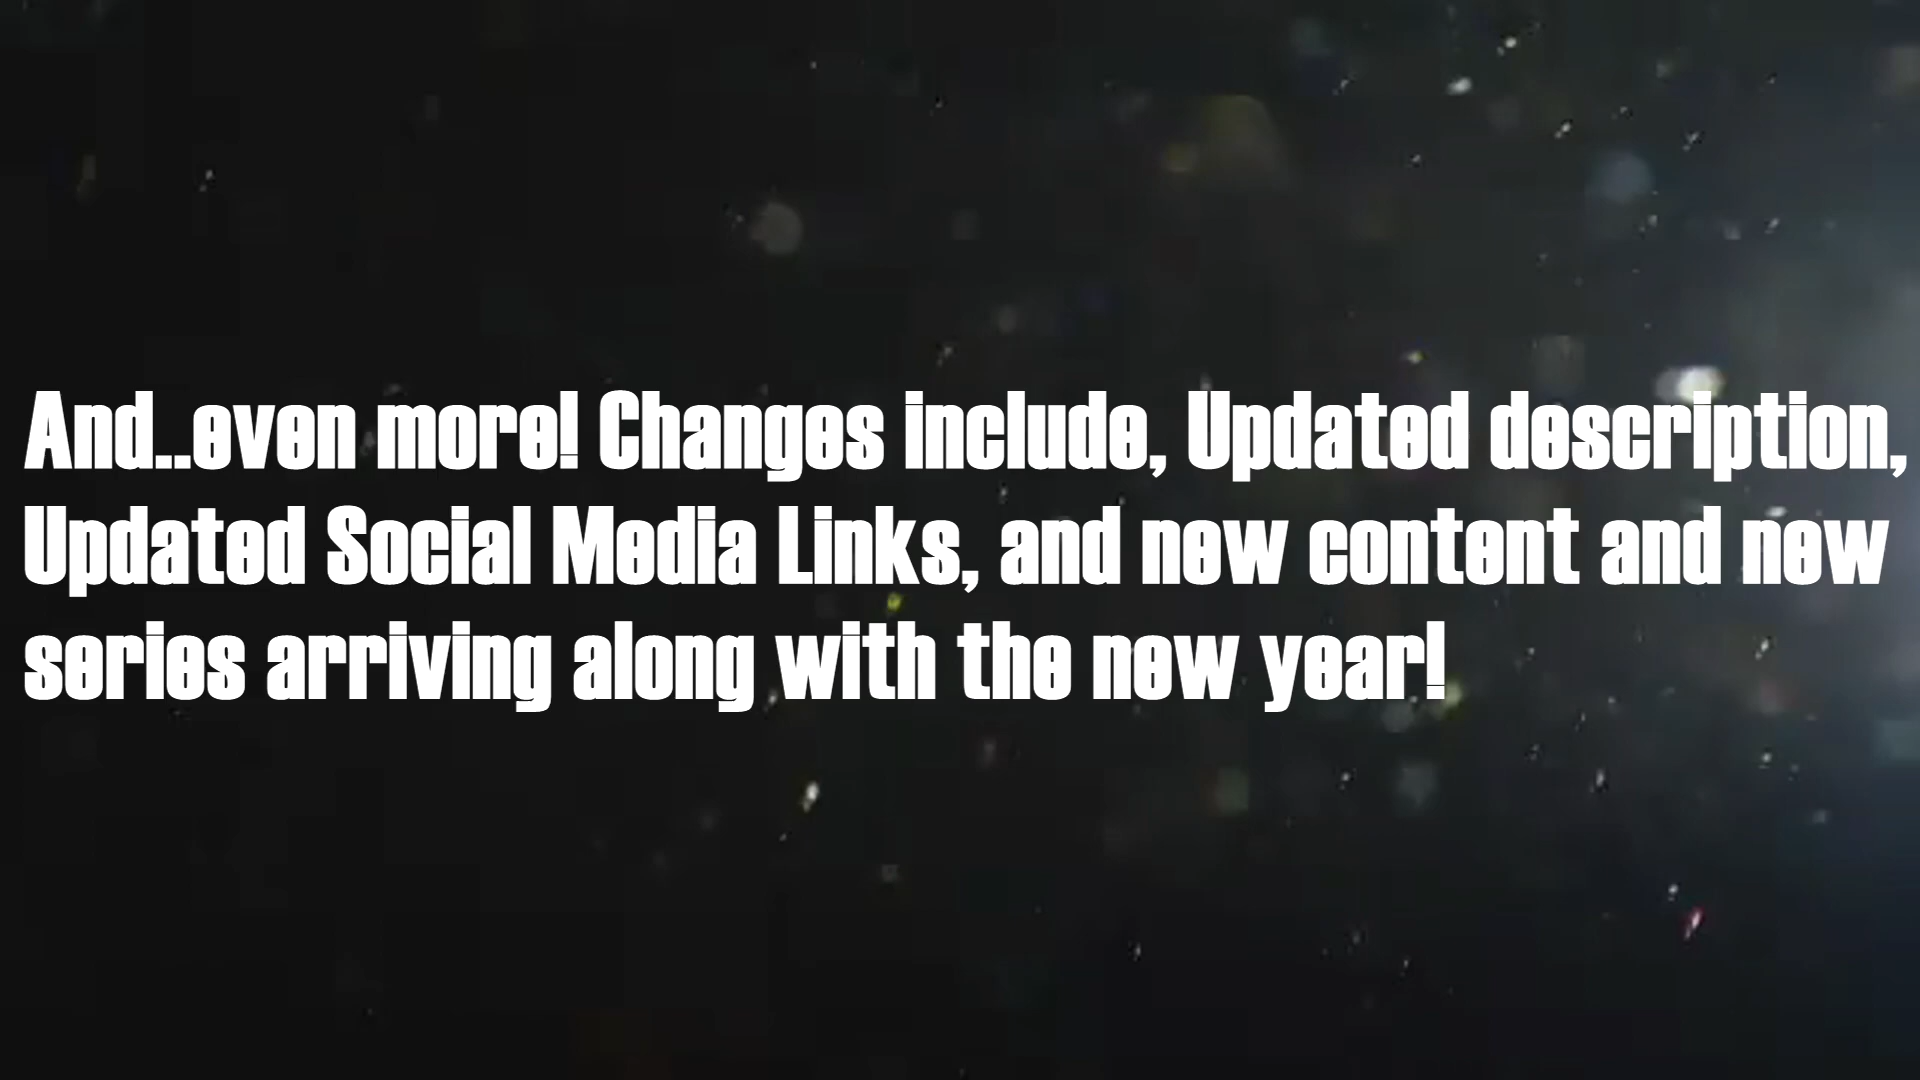 And..even more! Changes include, Updated description,
Updated Social Media Links, and new content and new
series arriving along with the new year!